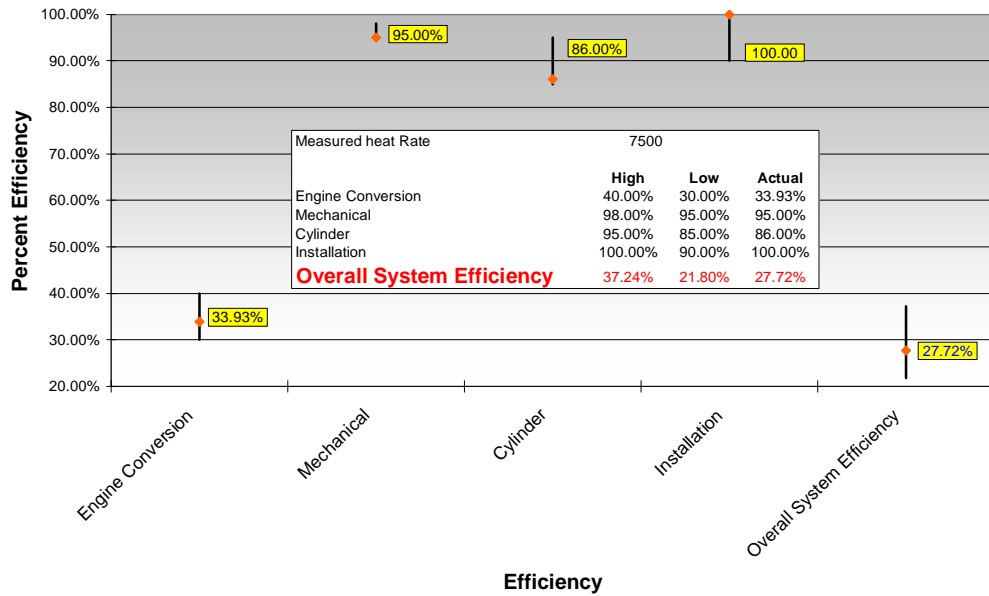 100.00%
90.00%
80.00%
70.00%
60.00%
50.00%
40.00%
30.00%
20.00%
Percent Efficiency
95.00%
86.00%
100.00
33.93%
27.72%
Measured heat Rate 7500
High Low Actual
Engine Conversion 40.00% 30.00% 33.93%
Mechanical 98.00% 95.00% 95.00%
Cylinder 95.00% 85.00% 86.00%
Installation 100.00% 90.00% 100.00%
Overall System Efficiency 37.24% 21.80% 27.72%
Engine Conversion
Mechanical
Cylinder
Installation
Overall System Efficiency
Efficiency